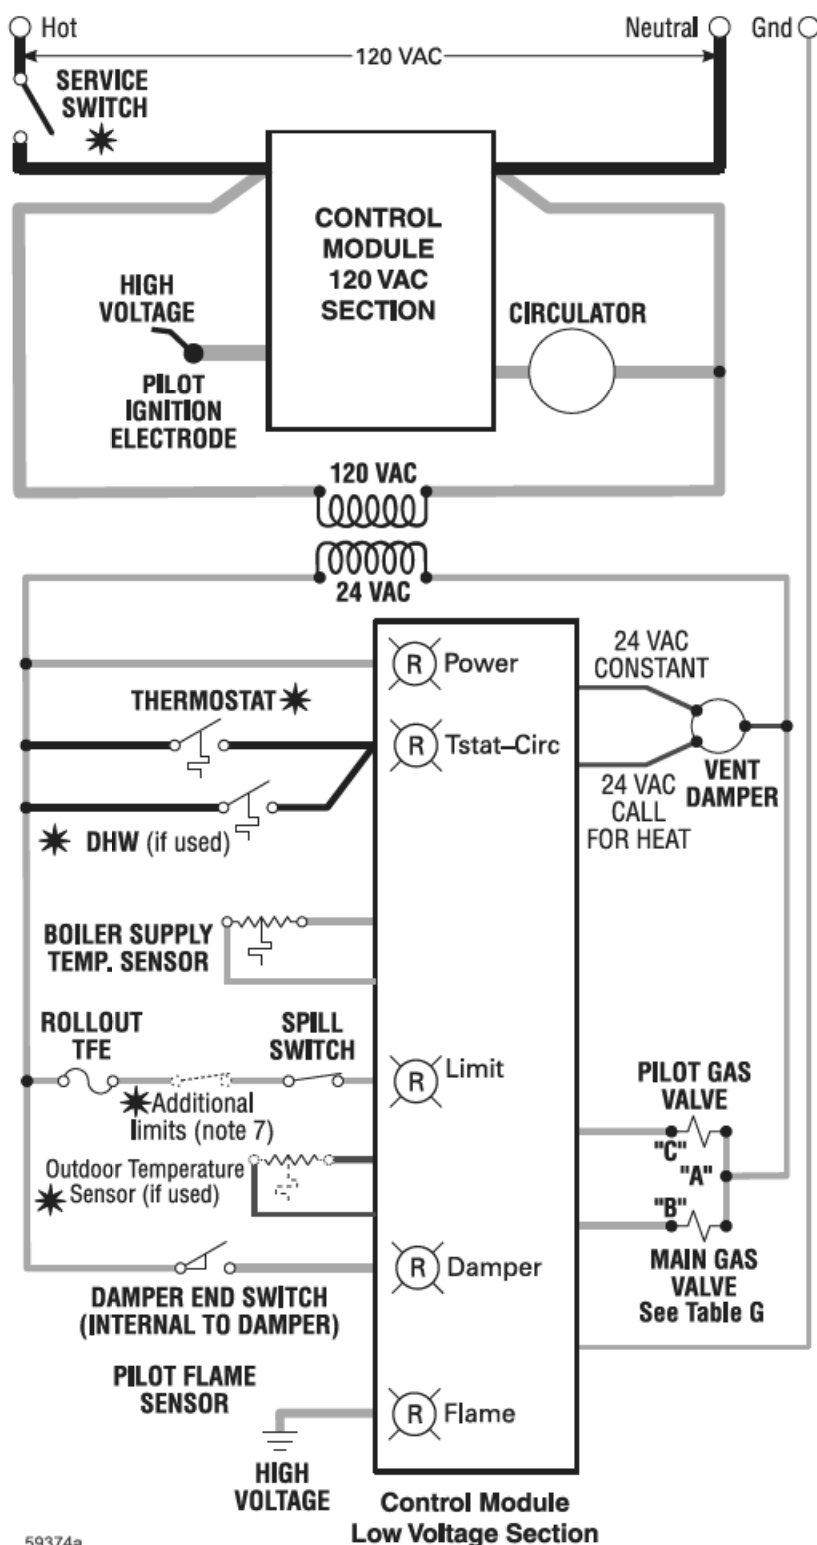 Hot
Neutral
Gnd
120 VAC
SERVICE
SWITCH
CONTROL
MODULE
120 VAC
SECTION
HIGH
VOLTAGE
CIRCULATOR
PILOT
IGNITION
ELECTRODE
120 VAC
24 VAC
R Power
24 VAC
CONSTANT
THERMOSTAT
R Tstat–Circ
VENT
DAMPER
24 VAC
CALL
FOR HEAT
DHW (if used)
BOILER SUPPLY
TEMP. SENSOR
ROLLOUT
TFE
SPILL
SWITCH
R Limit
Additional
limits (note 7)
PILOT GAS
VALVE
"C"
"A"
"B"
Outdoor Temperature
Sensor (if used)
MAIN GAS
VALVE
See Table G
R Damper
DAMPER END SWITCH
(INTERNAL TO DAMPER)
PILOT FLAME
SENSOR
R Flame
HIGH
VOLTAGE
Control Module
Low Voltage Section
59374a